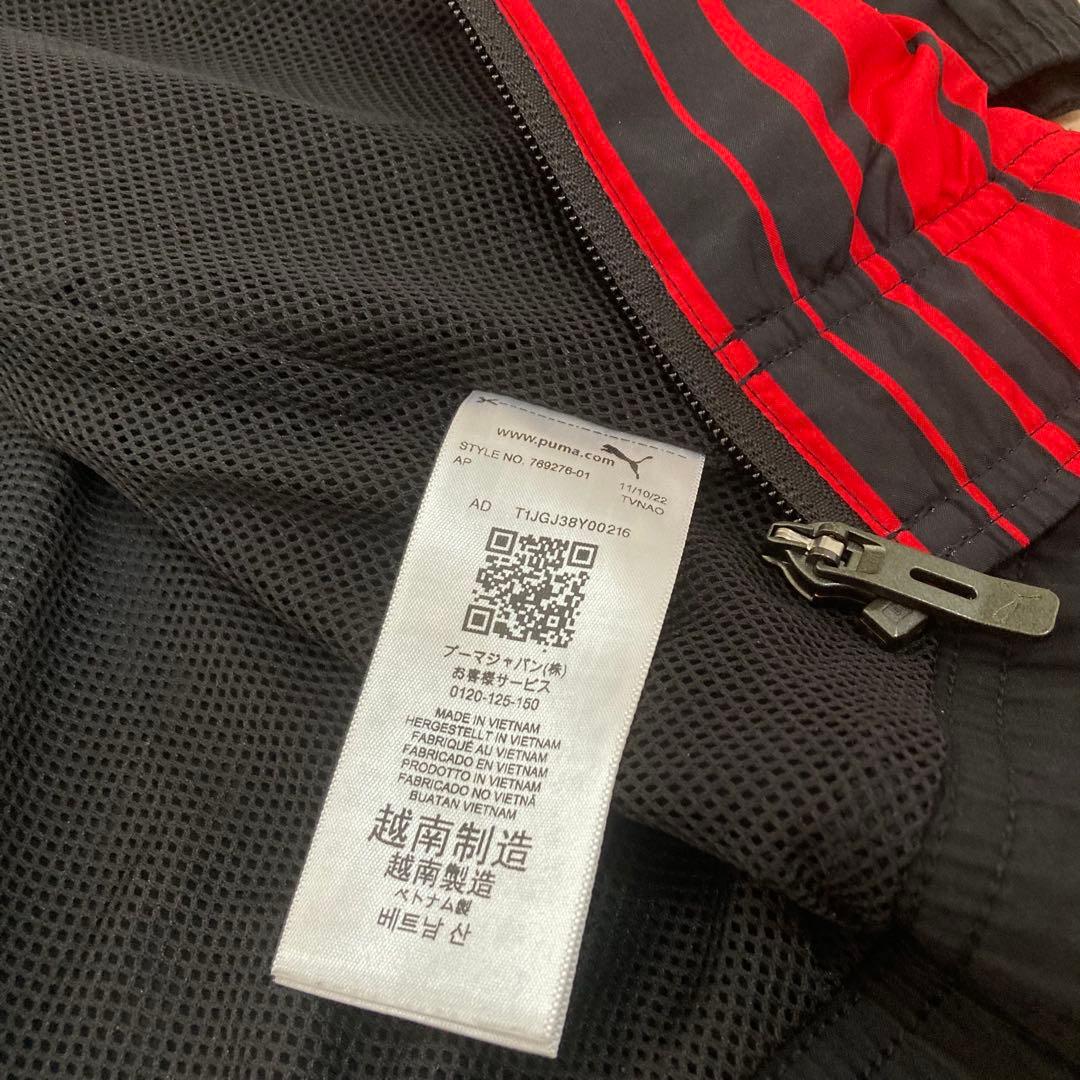 www.puma.com
STYLE NO. 769276-01
AP
11/10/22
TVNAO
AD T1JGJ38Y00216
プーマジャパン(株)
お客様サービス
0120-125-150
MADE IN VIETNAM
HERGESTELLT IN VIETNAM
FABRIQUÉ AU VIETNAM
FABRICADO EN VIETNAM
PRODOTTO IN VIETNAM
FABRICADO NO VIETNÃ
BUATAN VIETNAM
越南制造
越南製造
ベトナム製
베트남 산